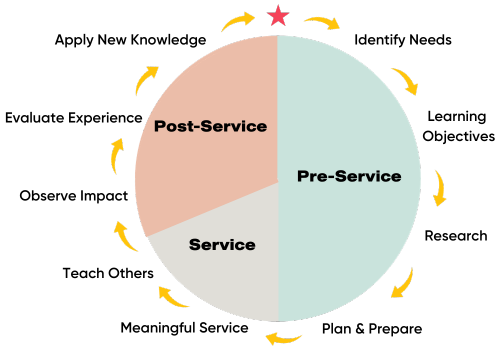 Apply New Knowledge
Identify Needs
Evaluate Experience
Post-Service
Learning
Objectives
Pre-Service
Observe Impact
Service
Research
Teach Others
Meaningful Service
Plan & Prepare